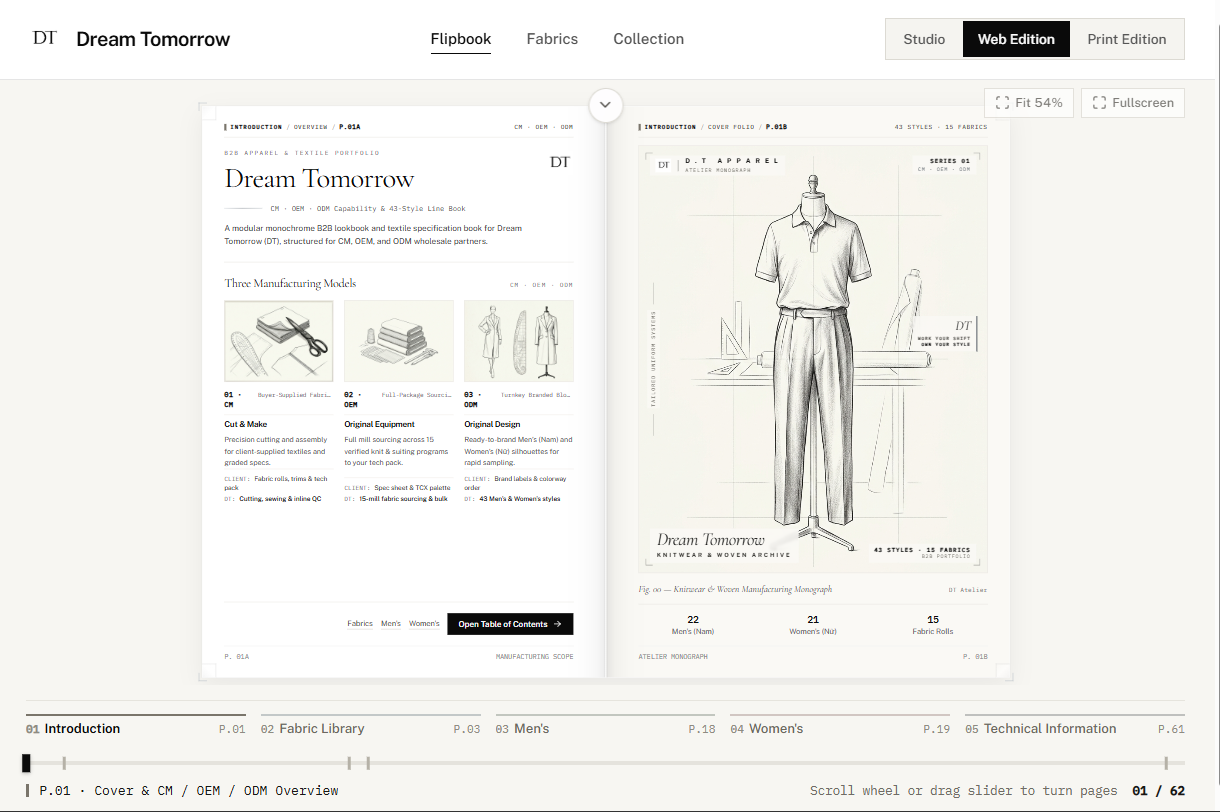 DT Dream Tomorrow
Flipbook Fabrics Collection
Studio Web Edition Print Edition
Fit 54% Fullscreen
INTRODUCTION / OVERVIEW / P.01A
CM · OEM · ODM
B2B APPAREL & TEXTILE PORTFOLIO
DT
Dream Tomorrow
CM · OEM · ODM Capability & 43-Style Line Book
A modular monochrome B2B lookbook and textile specification book for Dream
Tomorrow (DT), structured for CM, OEM, and ODM wholesale partners.
Three Manufacturing Models
CM · OEM · ODM
01 · CM
Buyer-Supplied Fabri…
Cut & Make
Precision cutting and assembly
for client-supplied textiles and
graded specs.
CLIENT: Fabric rolls, trims & tech
pack
DT: Cutting, sewing & inline QC
02 · OEM
Full-Package Sourci…
Original Equipment
Full mill sourcing across 15
verified knit & suiting programs
to your tech pack.
CLIENT: Spec sheet & TCX palette
DT: 15-mill fabric sourcing & bulk
03 · ODM
Turnkey Branded Blo…
Original Design
Ready-to-brand Men's (Nam) and
Women's (Nữ) silhouettes for
rapid sampling.
CLIENT: Brand labels & colorway
order
DT: 43 Men's & Women's styles
Fabrics Men's Women's Open Table of Contents →
P. 01A
MANUFACTURING SCOPE
INTRODUCTION / COVER FOLIO / P.01B
43 STYLES · 15 FABRICS
DT
D.T APPAREL
ATELIER MONOGRAPH
SERIES 01
CM · OEM · ODM
TAILORED UNIFORM SYSTEMS
DT
WORK YOUR SHIFT
OWN YOUR STYLE
Dream Tomorrow
KNITWEAR & WOVEN ARCHIVE
43 STYLES · 15 FABRICS
B2B PORTFOLIO
Fig. 00 — Knitwear & Woven Manufacturing Monograph
DT Atelier
22
Men's (Nam)
21
Women's (Nữ)
15
Fabric Rolls
ATELIER MONOGRAPH
P. 01B
01 Introduction P.01
02 Fabric Library P.03
03 Men's P.18
04 Women's P.19
05 Technical Information P.61
P.01 · Cover & CM / OEM / ODM Overview
Scroll wheel or drag slider to turn pages 01 / 62